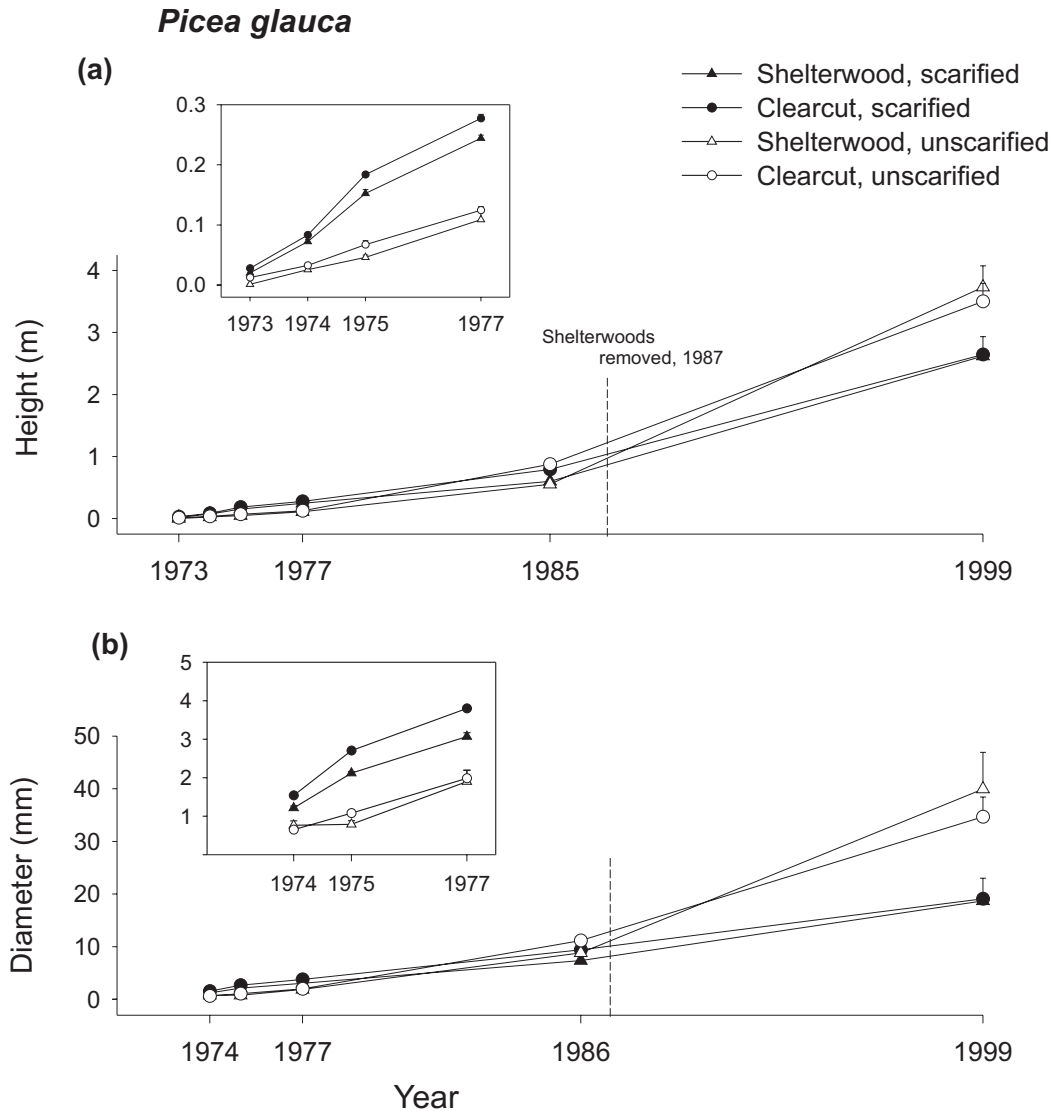 Picea glauca
(a)
Shelterwood, scarified
Clearcut, scarified
Shelterwood, unscarified
Clearcut, unscarified
0.3
0.2
0.1
0.0
1973 1974 1975 1977
Height (m)
4
3
2
1
0
Shelterwoods
removed, 1987
1973 1977 1985 1999
(b)
5
4
3
2
1
1974 1975 1977
Diameter (mm)
50
40
30
20
10
0
1974 1977 1986 1999
Year